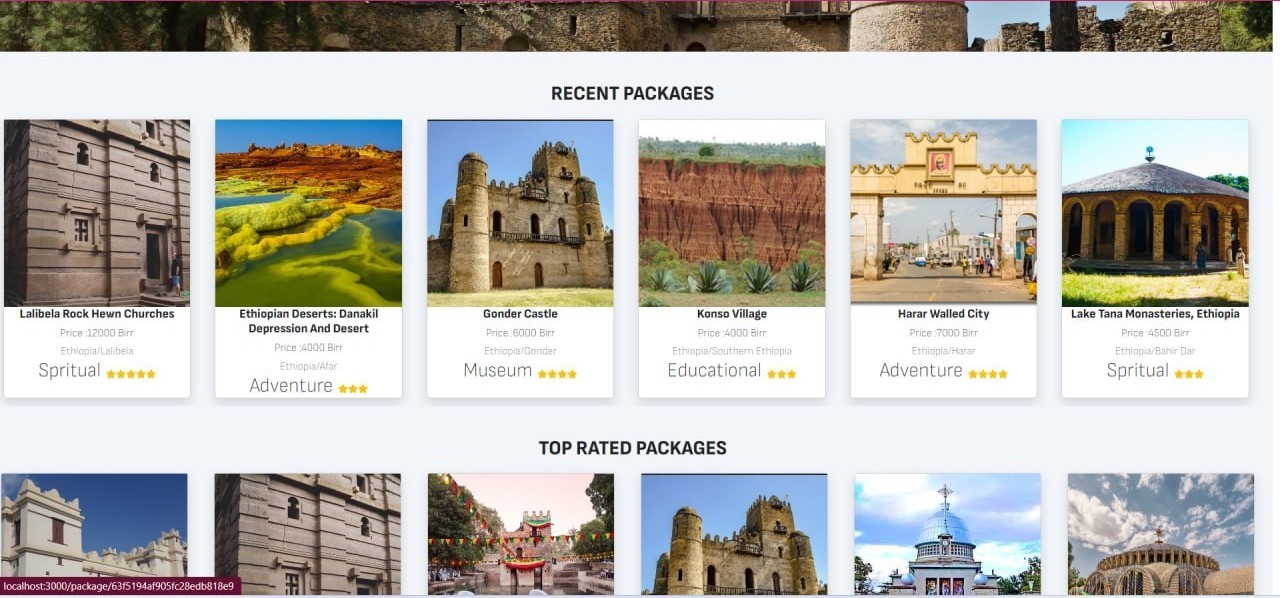 RECENT PACKAGES
Lalibela Rock Hewn Churches
Price :12000 Birr
Ethiopia/Lalibela
Spritual
Ethiopian Deserts: Danakil
Depression And Desert
Price :4000 Birr
Ethiopia/Afar
Adventure
Gonder Castle
Price :6000 Birr
Ethiopia/Gonder
Museum
Konso Village
Price :4000 Birr
Ethiopia/Southern Ethiopia
Educational
Harar Walled City
Price :7000 Birr
Ethiopia/Harar
Adventure
Lake Tana Monasteries, Ethiopia
Price :4500 Birr
Ethiopia/Bahir Dar
Spritual
TOP RATED PACKAGES
localhost:3000/package/63f5194af905fc28edb818e9